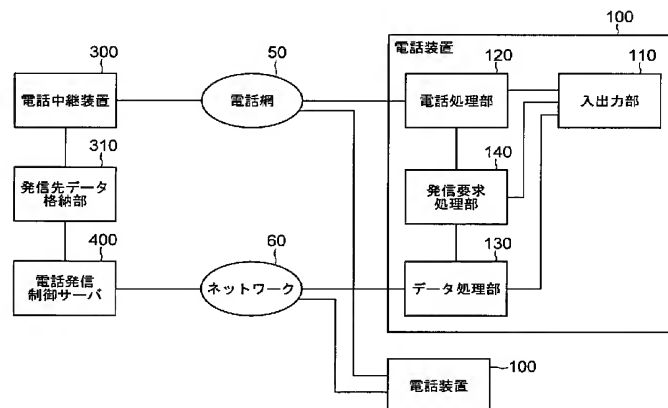 100
電話装置
300
50
120
110
電話中継装置
電話網
電話処理部
入出力部
310
140
発信先データ
格納部
発信要求
処理部
400
60
130
電話発信
制御サーバ
ネットワーク
データ処理部
100
電話装置